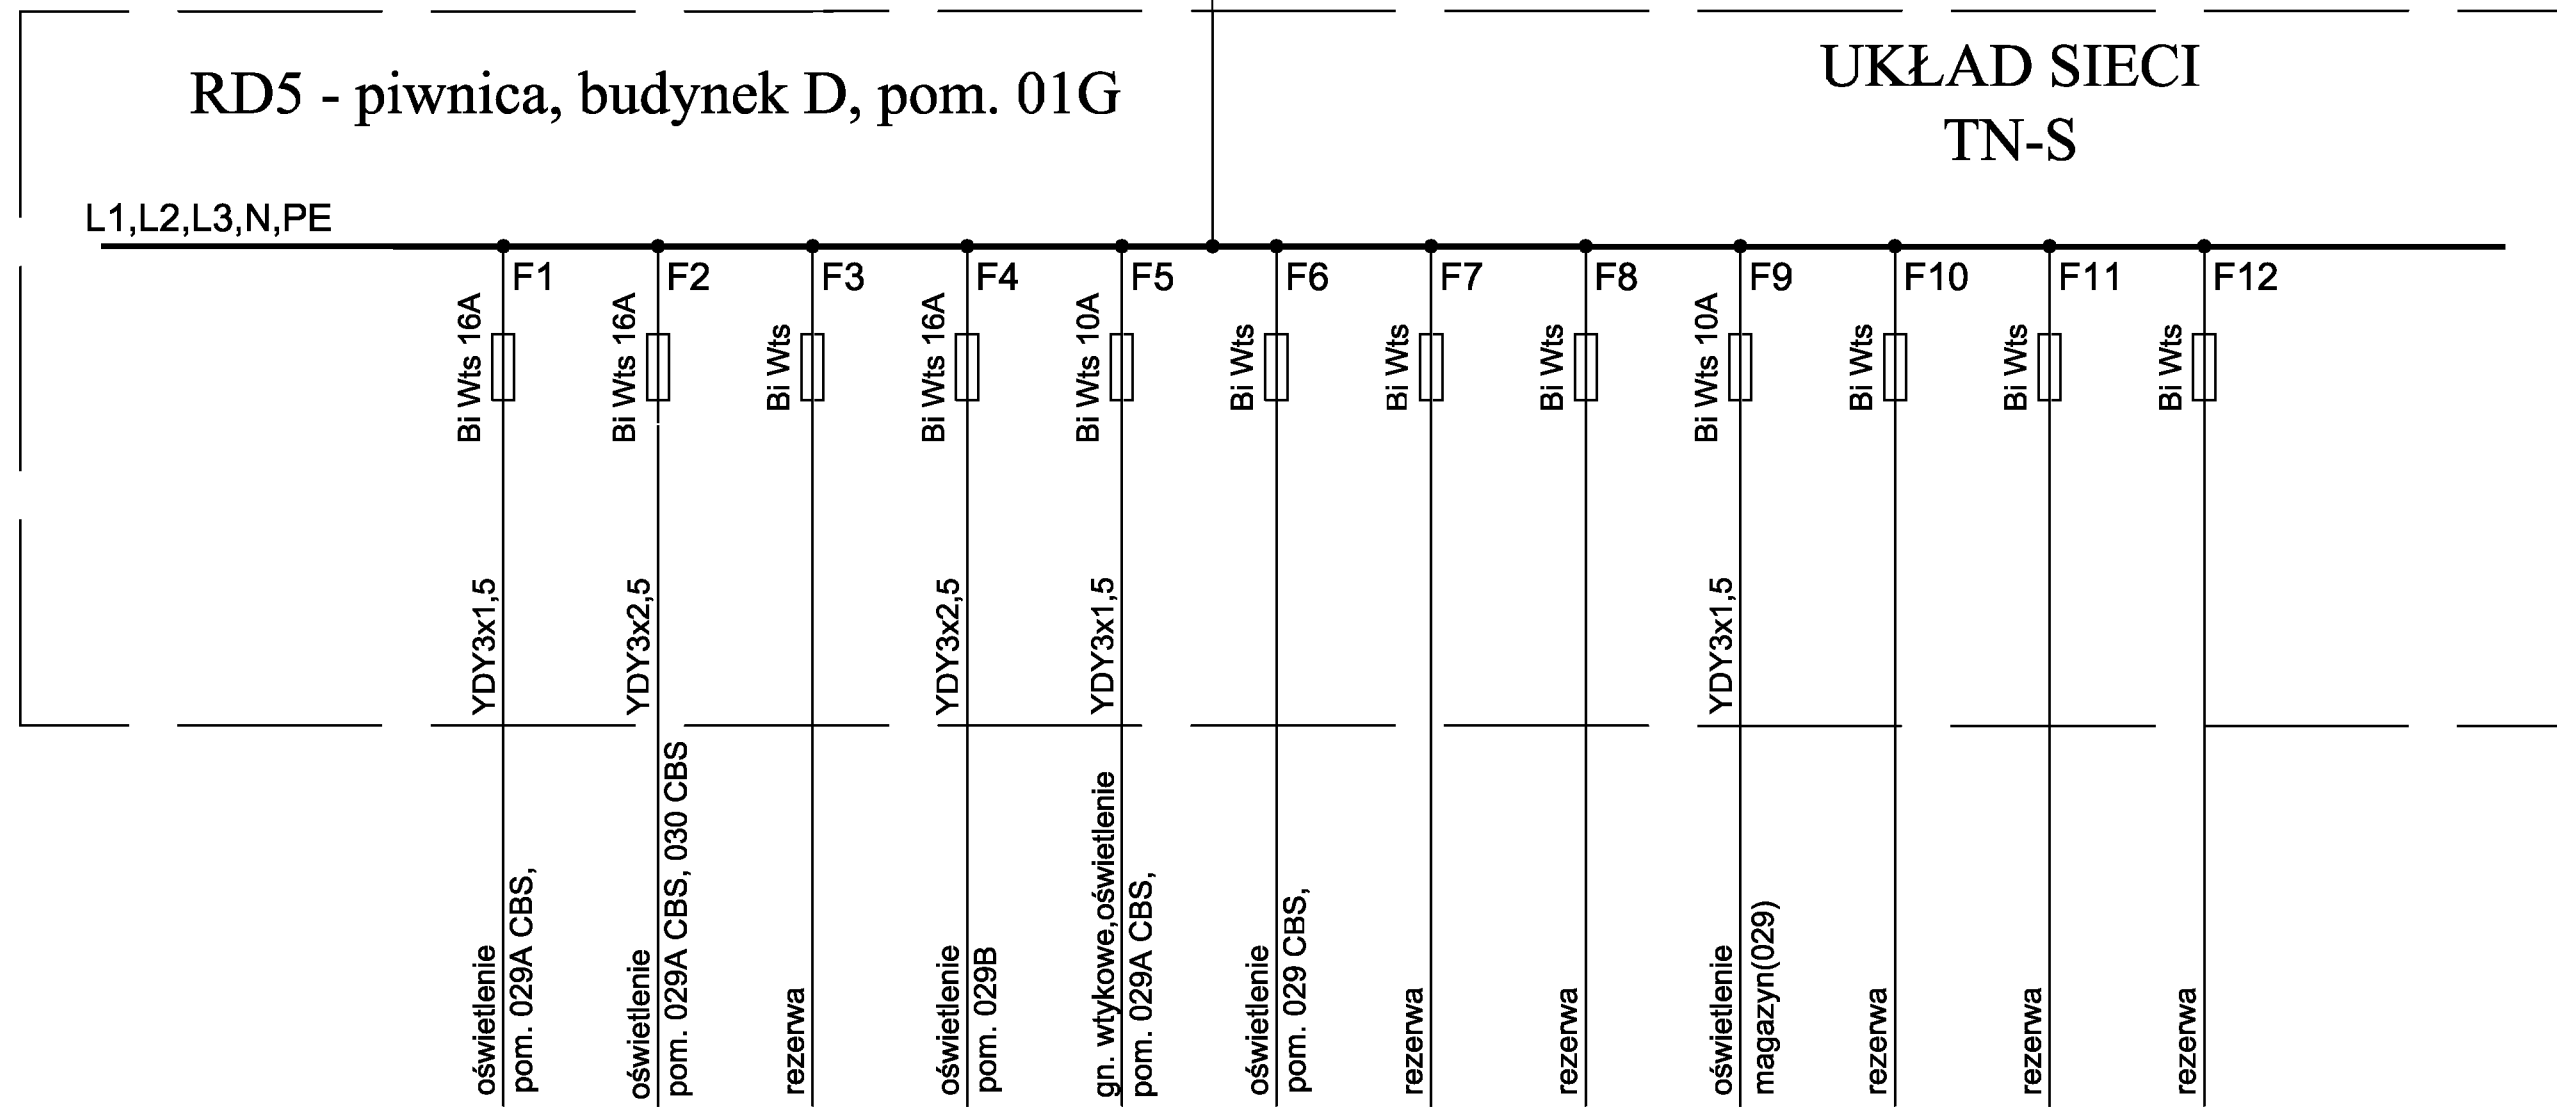 RD5 - piwnica, budynek D, pom. 01G
UKŁAD SIECI
TN-S
L1,L2,L3,N,PE
F1
Bi Wts 16A
YDY3x1,5
oświetlenie
pom. 029A CBS,
F2
Bi Wts 16A
YDY3x2,5
oświetlenie
pom. 029A CBS, 030 CBS
F3
Bi Wts
rezerwa
F4
Bi Wts 16A
YDY3x2,5
oświetlenie
pom. 029B
F5
Bi Wts 10A
YDY3x1,5
gn. wtykowe,oświetlenie
pom. 029A CBS,
F6
Bi Wts
oświetlenie
pom. 029 CBS,
F7
Bi Wts
rezerwa
F8
Bi Wts
rezerwa
F9
Bi Wts 10A
YDY3x1,5
oświetlenie
magazyn(029)
F10
Bi Wts
rezerwa
F11
Bi Wts
rezerwa
F12
Bi Wts
rezerwa